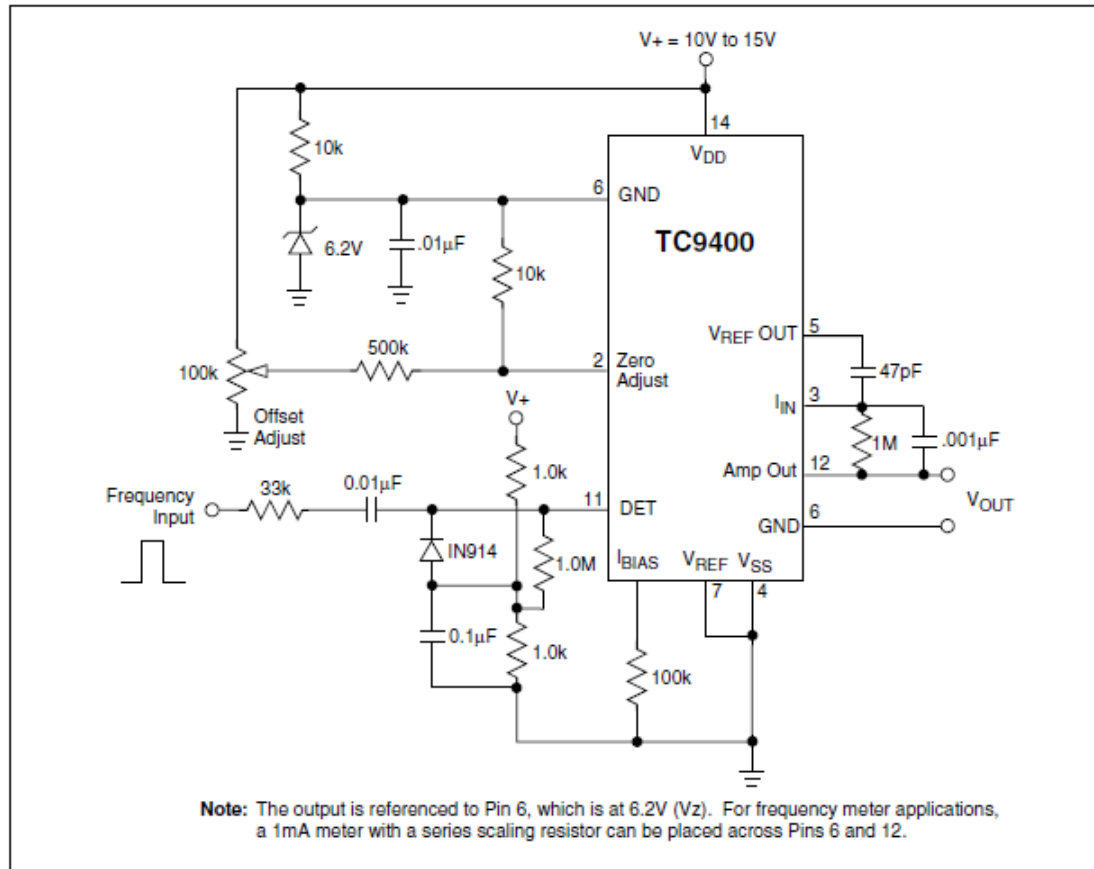 V+ = 10V to 15V
14
VDD
10k
6
GND
TC9400
6.2V
.01µF
10k
VREF OUT
5
47pF
500k
2
Zero
Adjust
100k
Offset
Adjust
V+
IIN
3
1M
.001µF
1.0k
Amp Out
12
VOUT
Frequency
Input
33k
0.01µF
11
DET
GND
6
IN914
1.0M
IBIAS
VREF
VSS
7
4
0.1µF
1.0k
100k
Note: The output is referenced to Pin 6, which is at 6.2V (Vz). For frequency meter applications,
a 1mA meter with a series scaling resistor can be placed across Pins 6 and 12.